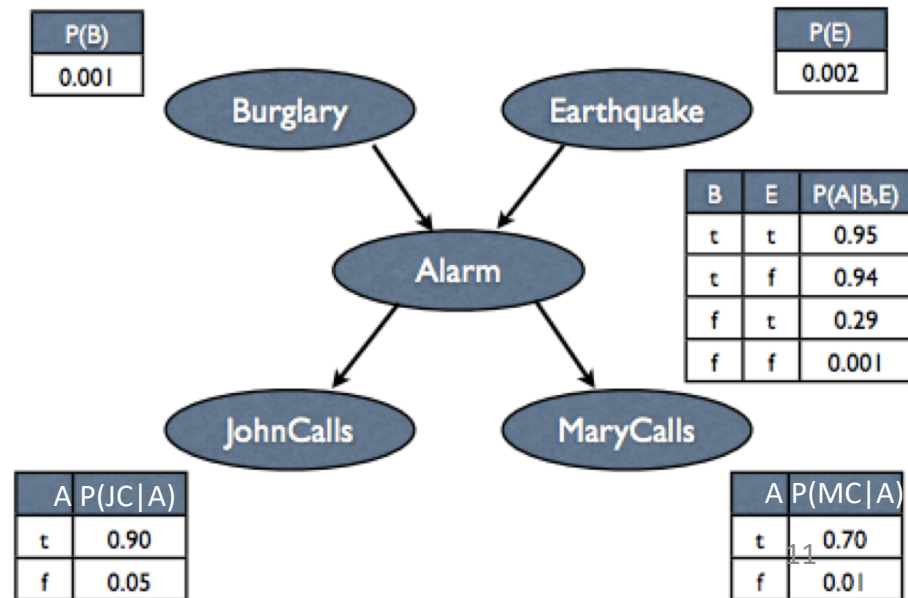 P(B)
0.001
P(E)
0.002
Burglary
Earthquake
B E P(A|B,E)
t t 0.95
t f 0.94
f t 0.29
f f 0.001
Alarm
JohnCalls
MaryCalls
A P(JC|A)
t 0.90
f 0.05
A P(MC|A)
t 0.70
f 0.01
11